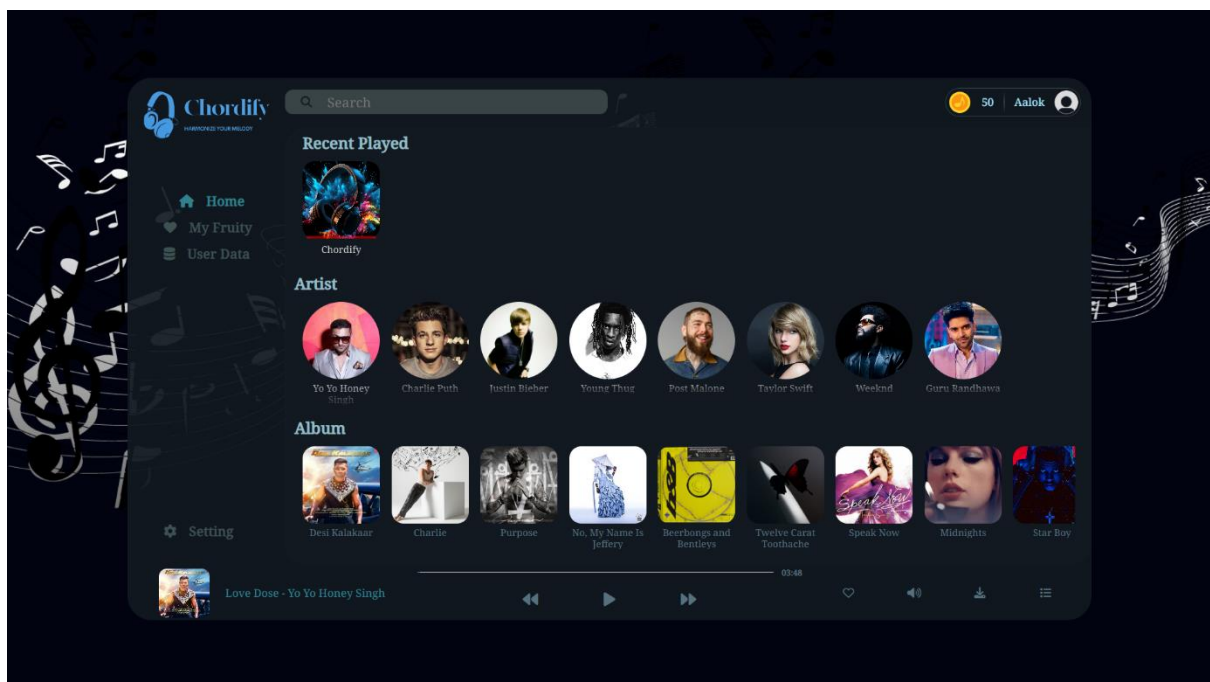 Chordify
HARMONIZE YOUR MELODY
Search
50
Aalok
Recent Played
Chordify
Home
My Fruity
User Data
Artist
Yo Yo Honey
Singh
Charlie Puth
Justin Bieber
Young Thug
Post Malone
Taylor Swift
Weeknd
Guru Randhawa
Album
Speak Now
Desi Kalakaar
Charlie
Purpose
No, My Name Is
Jeffery
Beerbongs and
Bentleys
Twelve Carat
Toothache
Speak Now
Midnights
Star Boy
Setting
03:48
Love Dose - Yo Yo Honey Singh